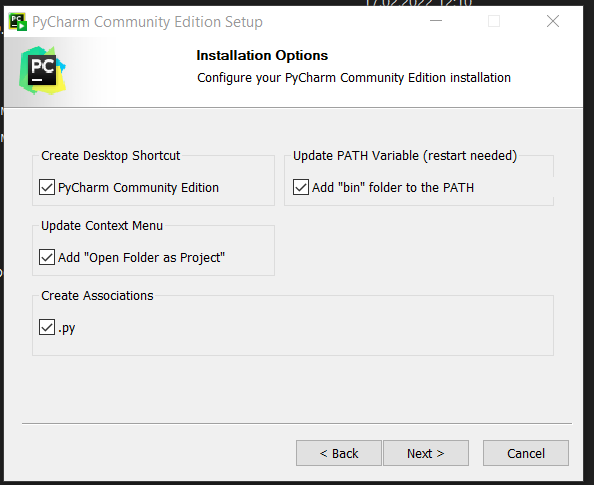 17.02.2022 12:10
PyCharm Community Edition Setup
PC
Installation Options
Configure your PyCharm Community Edition installation
Create Desktop Shortcut
PyCharm Community Edition
Update PATH Variable (restart needed)
Add "bin" folder to the PATH
Update Context Menu
Add "Open Folder as Project"
Create Associations
.py
< Back
Next >
Cancel